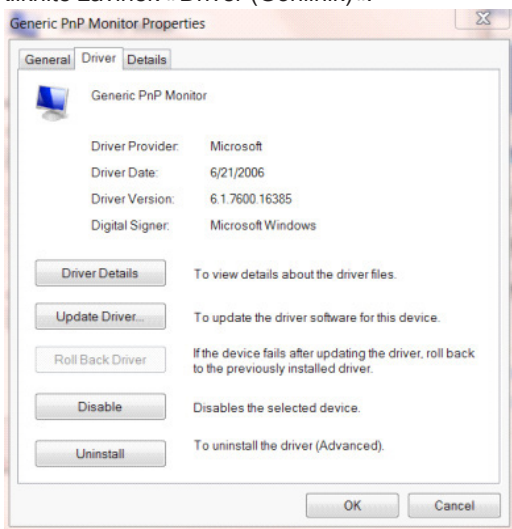 Generic PnP Monitor Properties
General Driver Details
Generic PnP Monitor
Driver Provider: Microsoft
Driver Date: 6/21/2006
Driver Version: 6.1.7600.16385
Digital Signer: Microsoft Windows
Driver Details To view details about the driver files.
Update Driver... To update the driver software for this device.
Roll Back Driver If the device fails after updating the driver, roll back
to the previously installed driver.
Disable Disables the selected device.
Uninstall To uninstall the driver (Advanced).
OK Cancel